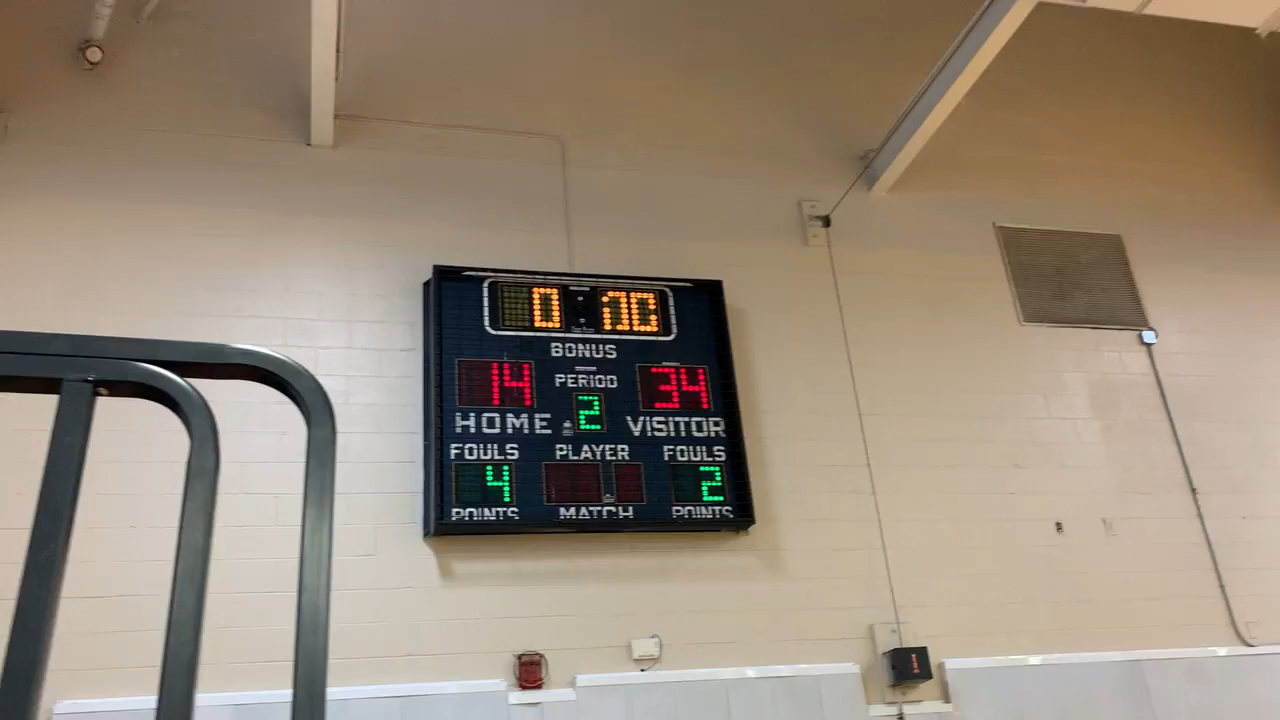 0 : 10
BONUS
14 PERIOD 34
HOME 2 VISITOR
FOULS PLAYER FOULS
4 2
POINTS MATCH POINTS